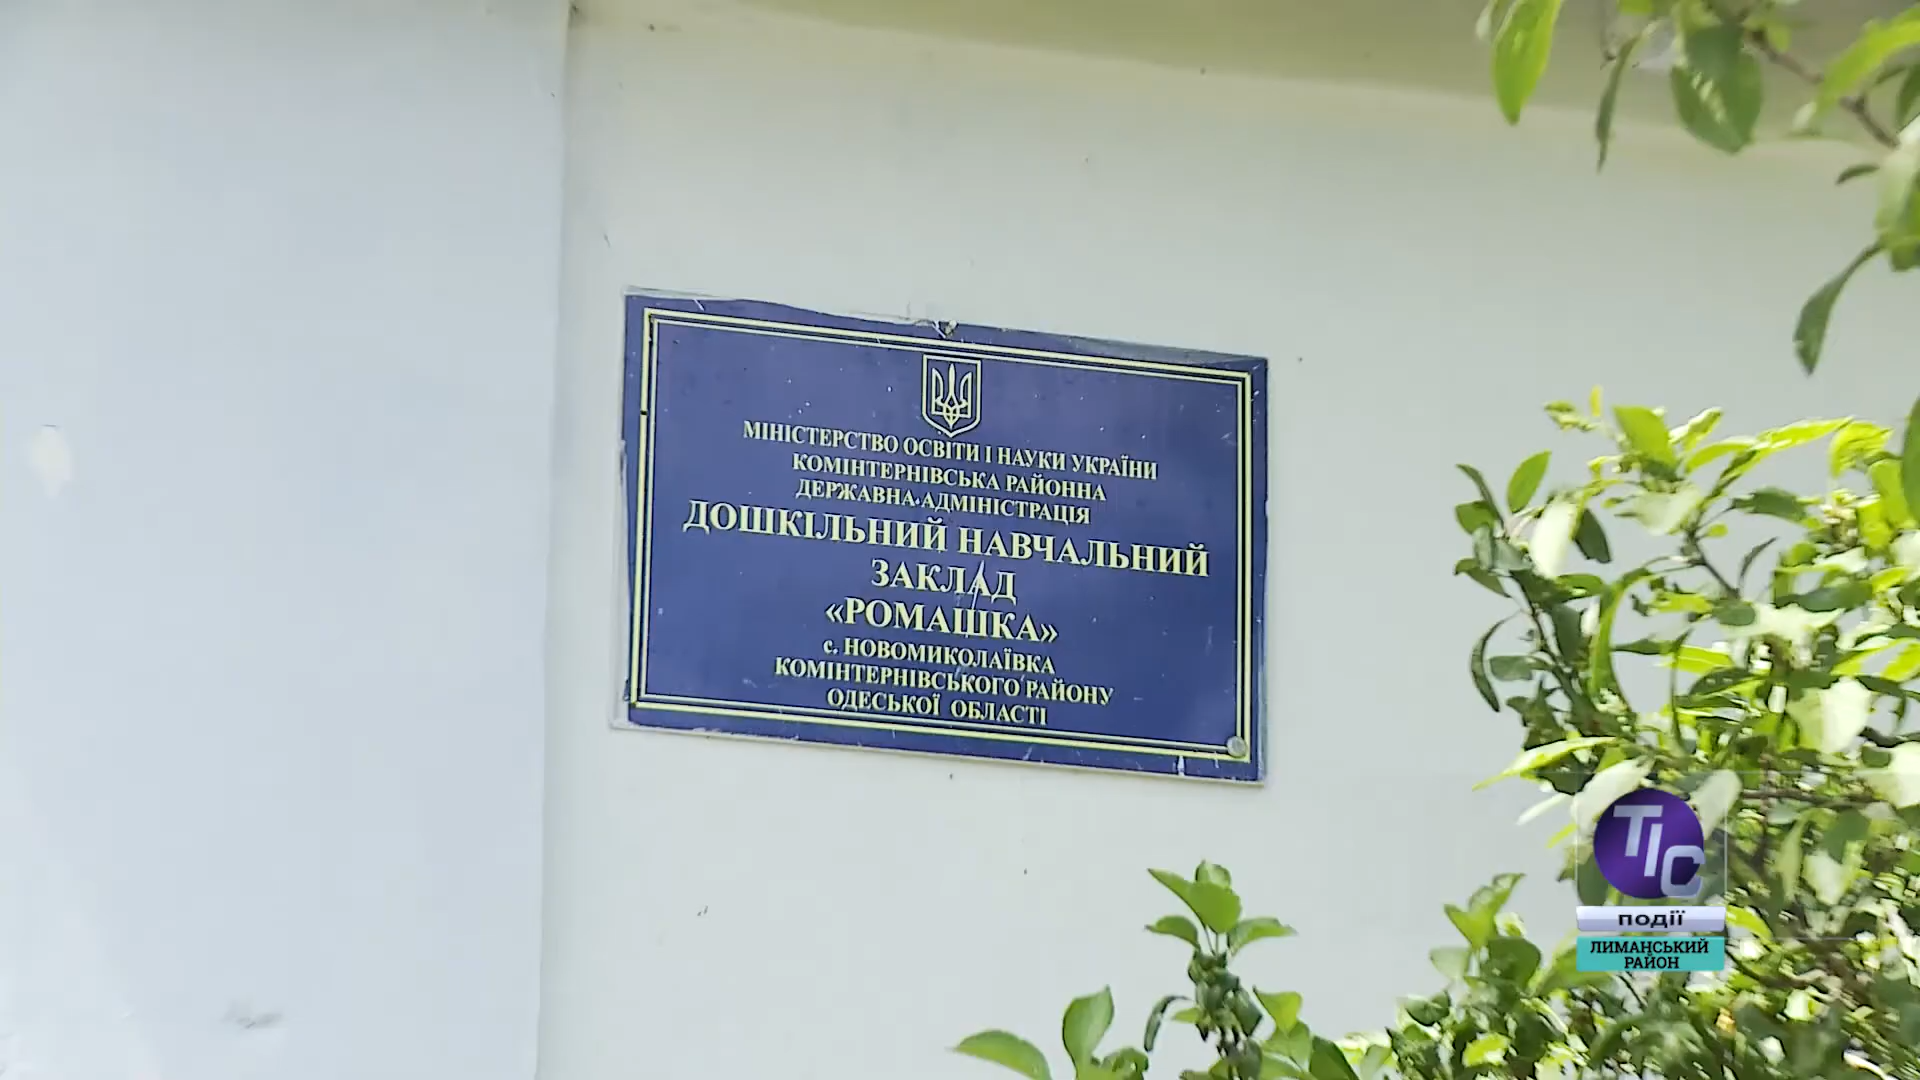 МІНІСТЕРСТВО ОСВІТИ І НАУКИ УКРАЇНИ
КОМІНТЕРНІВСЬКА РАЙОННА
ДЕРЖАВНА АДМІНІСТРАЦІЯ
ДОШКІЛЬНИЙ НАВЧАЛЬНИЙ
ЗАКЛАД
«РОМАШКА»
с. НОВОМИКОЛАЇВКА
КОМІНТЕРНІВСЬКОГО РАЙОНУ
ОДЕСЬКОЇ ОБЛАСТІ
ТІС
ПОДІЇ
ЛИМАНСЬКИЙ
РАЙОН